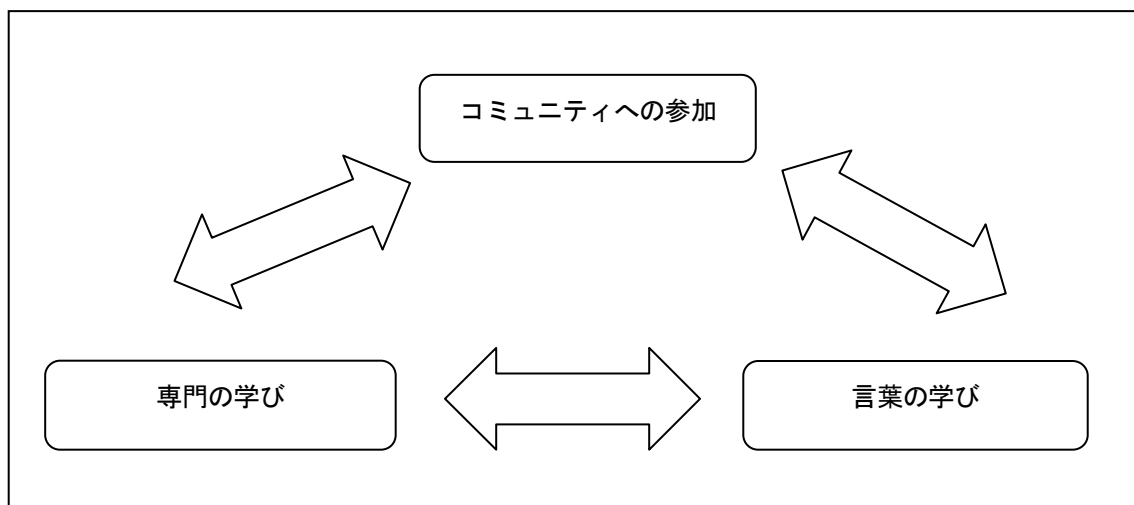 コミュニティへの参加
専門の学び
言葉の学び